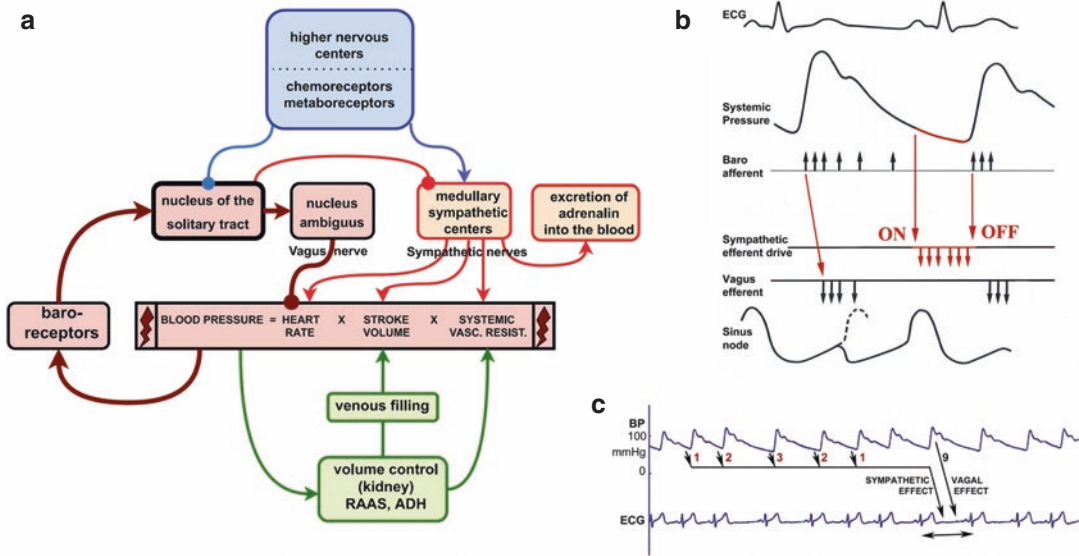 a
higher nervous
centers
chemoreceptors
metaboreceptors
nucleus of the
solitary tract
nucleus
ambiguus
medullary
sympathetic
centers
excretion of
adrenalin
into the blood
Vagus nerve
Sympathetic nerves
baro-
receptors
BLOOD PRESSURE = HEART RATE X STROKE VOLUME X SYSTEMIC VASC. RESIST.
venous filling
volume control
(kidney)
RAAS, ADH
b
ECG
Systemic
Pressure
Baro
afferent
ON
OFF
Sympathetic
efferent drive
Vagus
efferent
Sinus
node
c
BP
100
mmHg
0
1 2 3 2 1 9
SYMPATHETIC
EFFECT
VAGAL
EFFECT
ECG